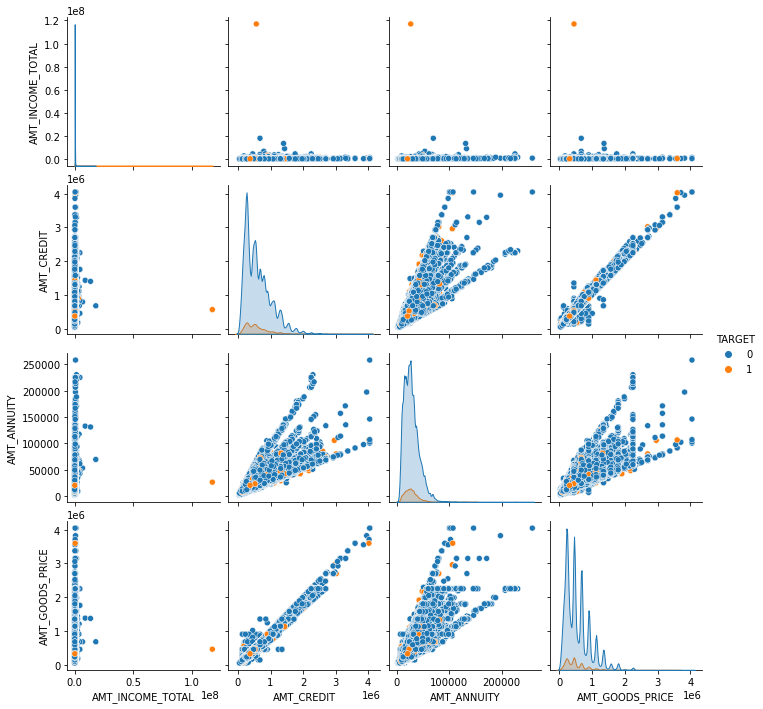 1e8
1.2
1.0
0.8
0.6
0.4
0.2
0.0
AMT_INCOME_TOTAL
1e6
4
3
2
1
0
AMT_CREDIT
TARGET
0
1
250000
200000
150000
100000
50000
0
AMT_ANNUITY
1e6
4
3
2
1
0
AMT_GOODS_PRICE
0.0 0.5 1.0
1e8
AMT_INCOME_TOTAL
0 1 2 3 4
1e6
AMT_CREDIT
0 100000 200000
AMT_ANNUITY
0 1 2 3 4
1e6
AMT_GOODS_PRICE